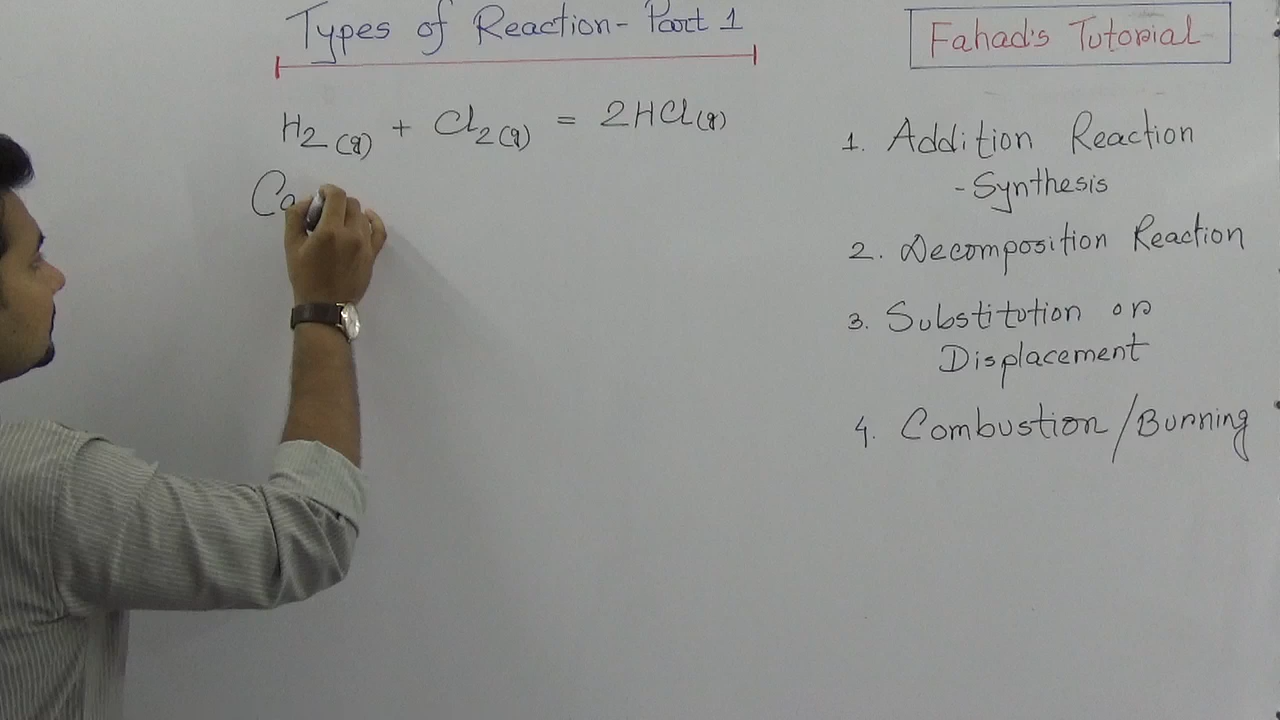 Types of Reaction- Part 1
H2 (g) + Cl2 (g) = 2HCl (g)
Ca
Fahad's Tutorial
1. Addition Reaction
- Synthesis
2. Decomposition Reaction
3. Substitution or
Displacement
4. Combustion / Burning